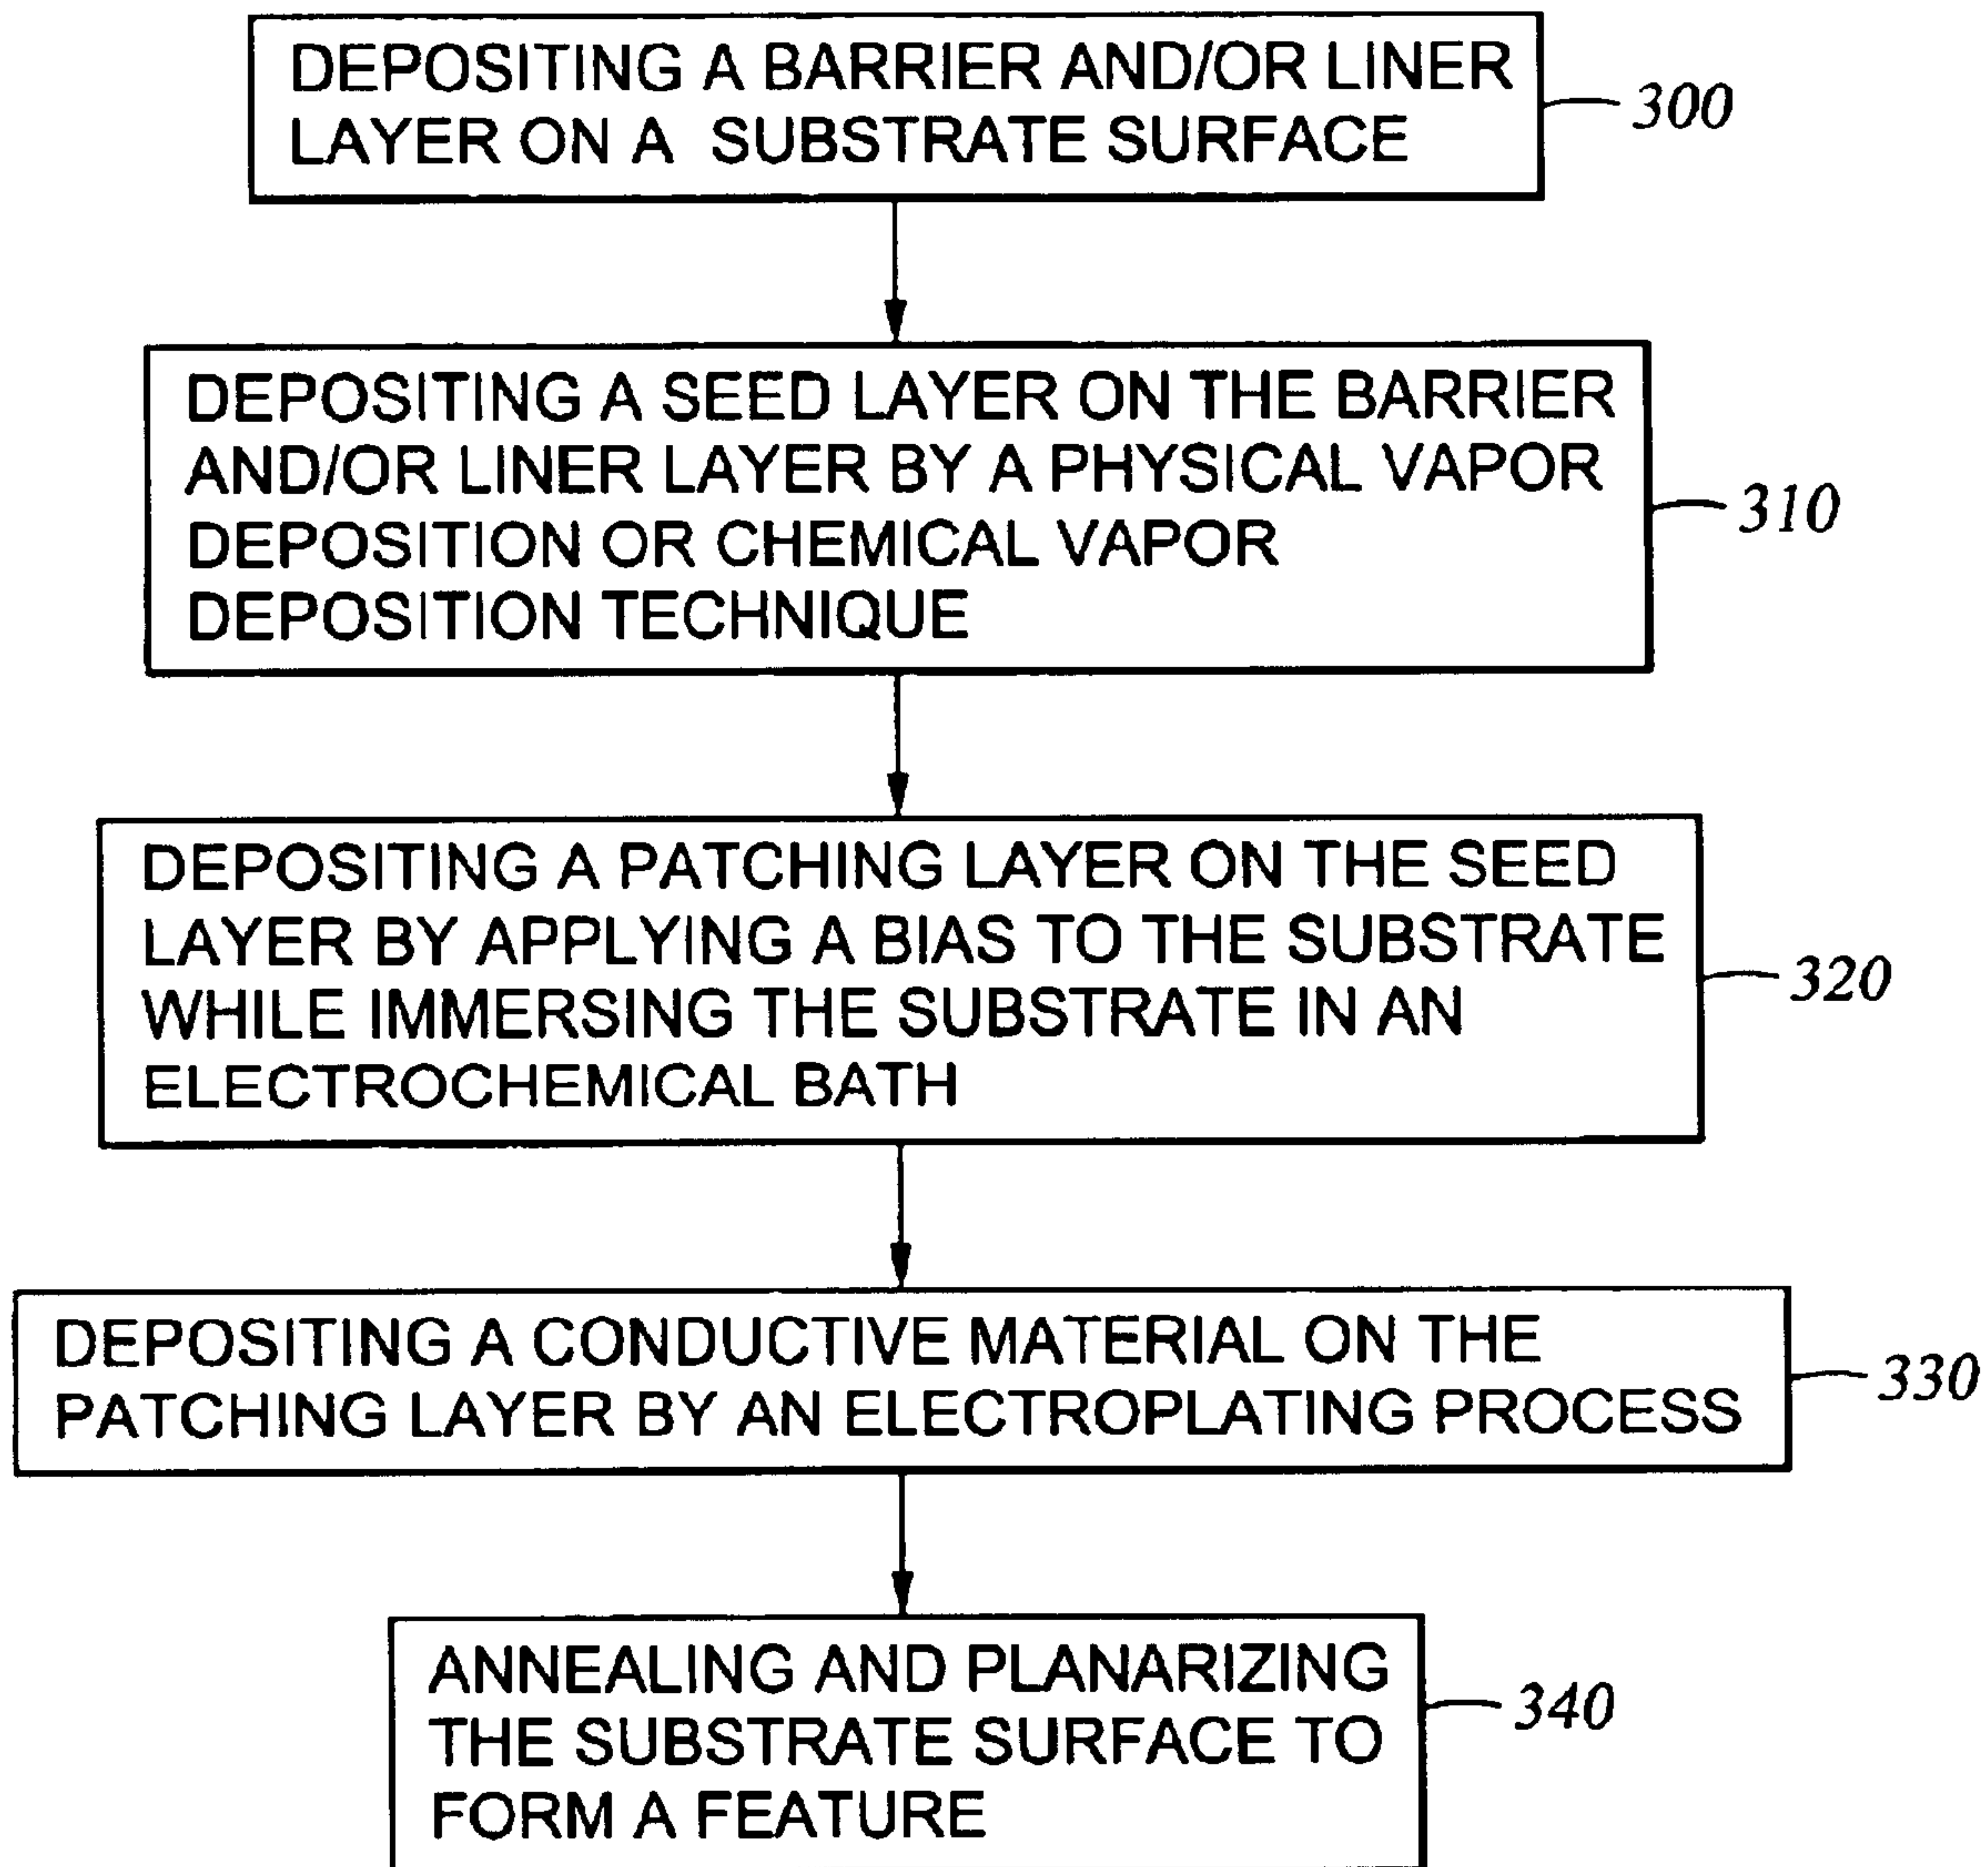 DEPOSITING A BARRIER AND/OR LINER
LAYER ON A SUBSTRATE SURFACE
300
DEPOSITING A SEED LAYER ON THE BARRIER
AND/OR LINER LAYER BY A PHYSICAL VAPOR
DEPOSITION OR CHEMICAL VAPOR
DEPOSITION TECHNIQUE
310
DEPOSITING A PATCHING LAYER ON THE SEED
LAYER BY APPLYING A BIAS TO THE SUBSTRATE
WHILE IMMERSING THE SUBSTRATE IN AN
ELECTROCHEMICAL BATH
320
DEPOSITING A CONDUCTIVE MATERIAL ON THE
PATCHING LAYER BY AN ELECTROPLATING PROCESS
330
ANNEALING AND PLANARIZING
THE SUBSTRATE SURFACE TO
FORM A FEATURE
340